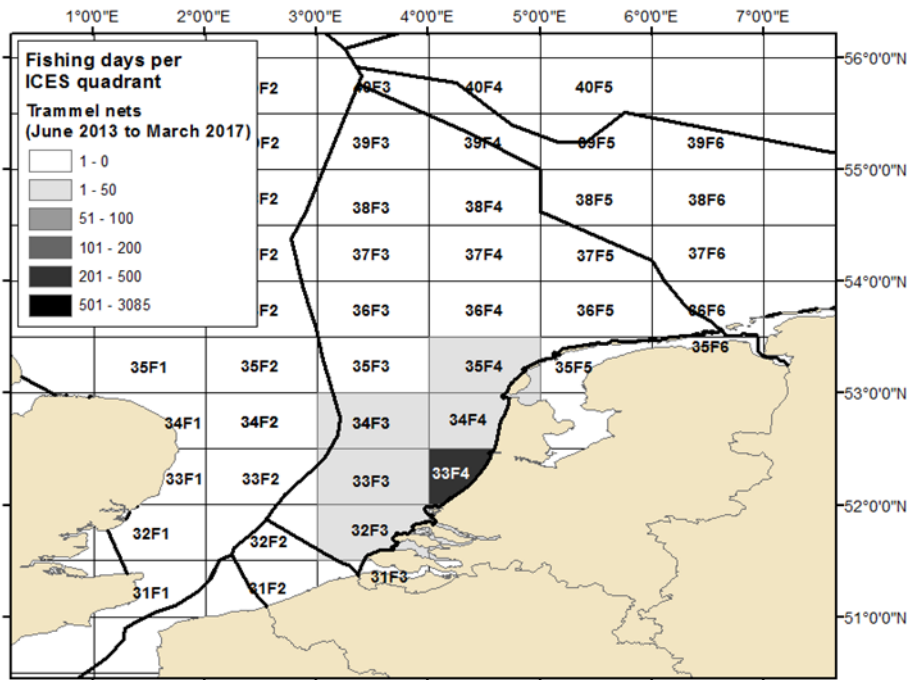 1°0'0"E 2°0'0"E 3°0'0"E 4°0'0"E 5°0'0"E 6°0'0"E 7°0'0"E
Fishing days per
ICES quadrant
Trammel nets
(June 2013 to March 2017)
1 - 0
1 - 50
51 - 100
101 - 200
201 - 500
501 - 3085
56°0'0"N
F2 40F3 40F4 40F5
F2 39F3 39F4 39F5 39F6
55°0'0"N
F2 38F3 38F4 38F5 38F6
F2 37F3 37F4 37F5 37F6
54°0'0"N
F2 36F3 36F4 36F5 36F6
35F1 35F2 35F3 35F4 35F5 35F6
53°0'0"N
34F1 34F2 34F3 34F4
33F1 33F2 33F3 33F4
52°0'0"N
32F1 32F2 32F3
31F1 31F2 31F3
51°0'0"N